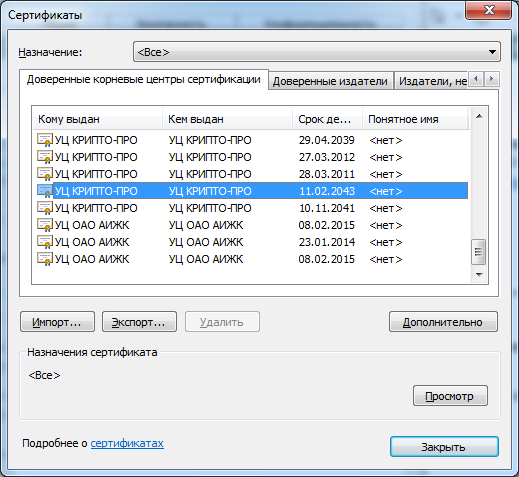 Сертификаты
Назначение: <Все>
Доверенные корневые центры сертификации Доверенные издатели Издатели, не
Кому выдан Кем выдан Срок де... Понятное имя
УЦ КРИПТО-ПРО УЦ КРИПТО-ПРО 29.04.2039 <нет>
УЦ КРИПТО-ПРО УЦ КРИПТО-ПРО 27.03.2012 <нет>
УЦ КРИПТО-ПРО УЦ КРИПТО-ПРО 28.03.2011 <нет>
УЦ КРИПТО-ПРО УЦ КРИПТО-ПРО 11.02.2043 <нет>
УЦ КРИПТО-ПРО УЦ КРИПТО-ПРО 10.11.2041 <нет>
УЦ ОАО АИЖК УЦ ОАО АИЖК 08.02.2015 <нет>
УЦ ОАО АИЖК УЦ ОАО АИЖК 23.01.2014 <нет>
УЦ ОАО АИЖК УЦ ОАО АИЖК 08.02.2015 <нет>
Импорт... Экспорт... Удалить Дополнительно
Назначения сертификата
<Все>
Просмотр
Подробнее о сертификатах
Закрыть